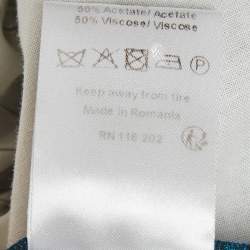 50% Acetate/ Acetate
50% Viscose/ Viscose
P
Keep away from fire
Made in Romania
RN 116 202